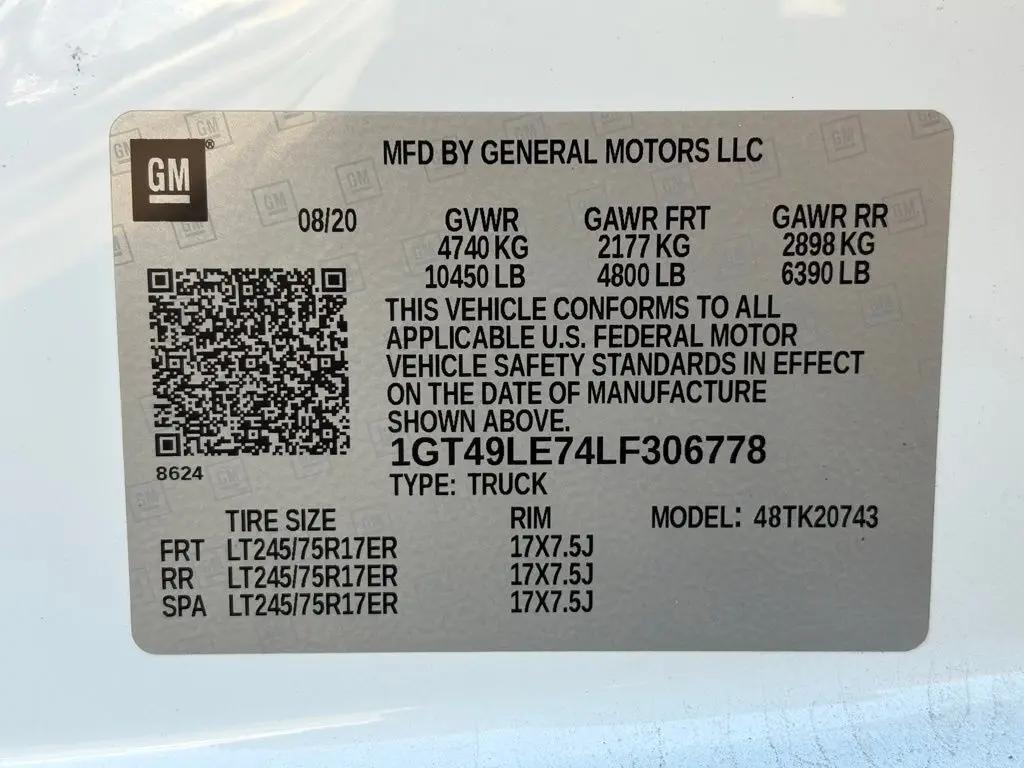 GM®
MFD BY GENERAL MOTORS LLC
08/20 GVWR GAWR FRT GAWR RR
4740 KG 2177 KG 2898 KG
10450 LB 4800 LB 6390 LB
THIS VEHICLE CONFORMS TO ALL
APPLICABLE U.S. FEDERAL MOTOR
VEHICLE SAFETY STANDARDS IN EFFECT
ON THE DATE OF MANUFACTURE
SHOWN ABOVE.
8624
1GT49LE74LF306778
TYPE: TRUCK
TIRE SIZE RIM MODEL: 48TK20743
FRT LT245/75R17ER 17X7.5J
RR LT245/75R17ER 17X7.5J
SPA LT245/75R17ER 17X7.5J